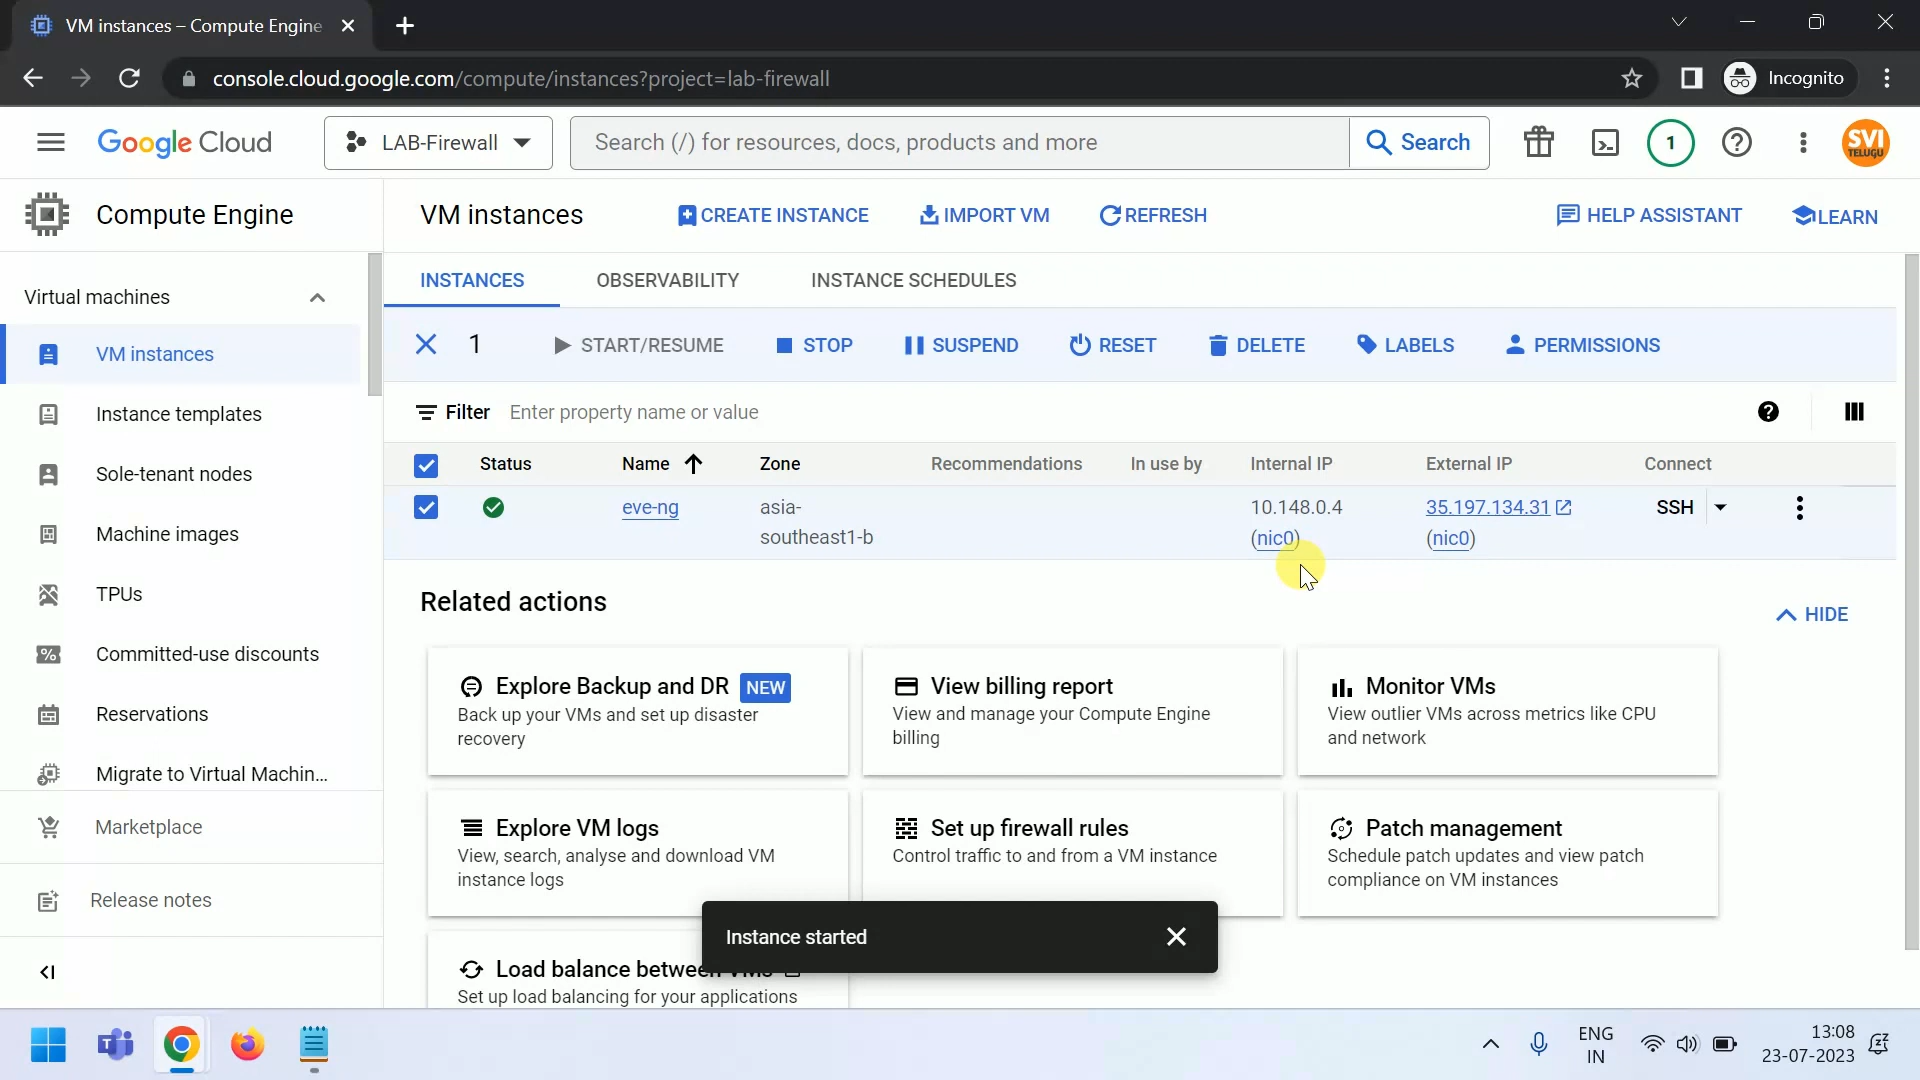 VM instances – Compute Engine
console.cloud.google.com/compute/instances?project=lab-firewall
Incognito
Google Cloud
LAB-Firewall
Search (/) for resources, docs, products and more
Search
1
SVI
TELUGU
Compute Engine
VM instances
CREATE INSTANCE
IMPORT VM
REFRESH
HELP ASSISTANT
LEARN
Virtual machines
VM instances
Instance templates
Sole-tenant nodes
Machine images
TPUs
Committed-use discounts
Reservations
Migrate to Virtual Machin...
Marketplace
Release notes
INSTANCES
OBSERVABILITY
INSTANCE SCHEDULES
1
START/RESUME
STOP
SUSPEND
RESET
DELETE
LABELS
PERMISSIONS
Filter Enter property name or value
Status Name Zone Recommendations In use by Internal IP External IP Connect
eve-ng asia- 10.148.0.4 35.197.134.31 SSH
southeast1-b (nic0) (nic0)
Related actions
HIDE
Explore Backup and DR NEW
Back up your VMs and set up disaster
recovery
View billing report
View and manage your Compute Engine
billing
Monitor VMs
View outlier VMs across metrics like CPU
and network
Explore VM logs
View, search, analyse and download VM
instance logs
Set up firewall rules
Control traffic to and from a VM instance
Patch management
Schedule patch updates and view patch
compliance on VM instances
Instance started
Load balance between VMs
Set up load balancing for your applications
ENG
IN
13:08
23-07-2023